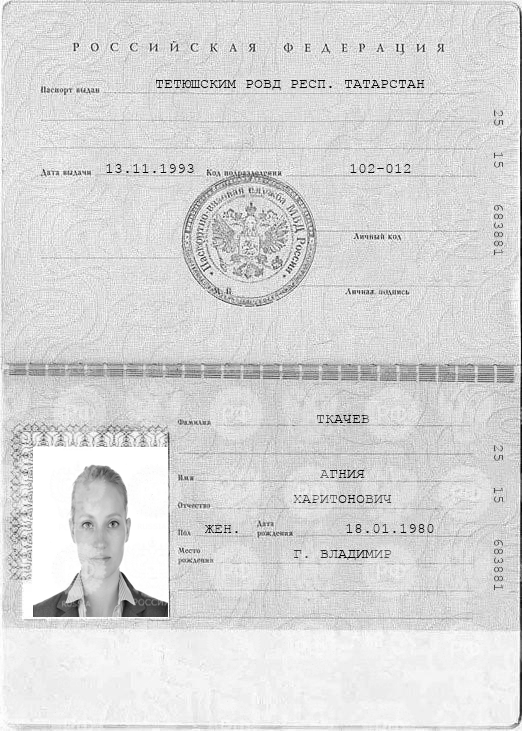 РОССИЙСКАЯ ФЕДЕРАЦИЯ
Паспорт выдан ТЕТЮШСКИМ РОВД РЕСП. ТАТАРСТАН
Дата выдачи 13.11.1993 Код подразделения 102-012
25 15 683881
Паспортно-визовая служба МВД России
Личный код
М.П. Личная подпись
Фамилия ТКАЧЕВ
Имя АГНИЯ
Отчество ХАРИТОНОВИЧ
Пол ЖЕН. Дата рождения 18.01.1980
Место рождения Г. ВЛАДИМИР
25 15 683881
РОССИЯ